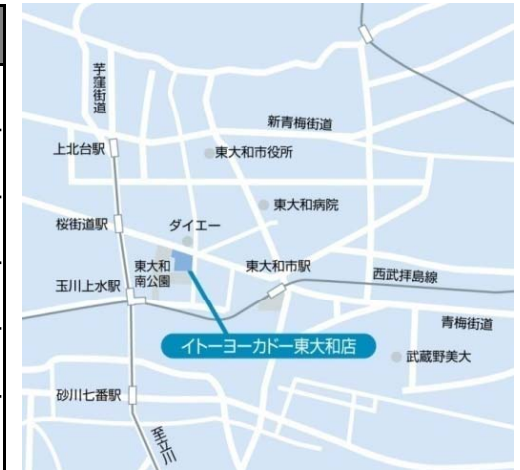 芋窪街道
新青梅街道
上北台駅
東大和市役所
東大和病院
桜街道駅
ダイエー
東大和
南公園
東大和市駅
西武拝島線
玉川上水駅
青梅街道
イトーヨーカドー東大和店
武蔵野美大
砂川七番駅
至立川